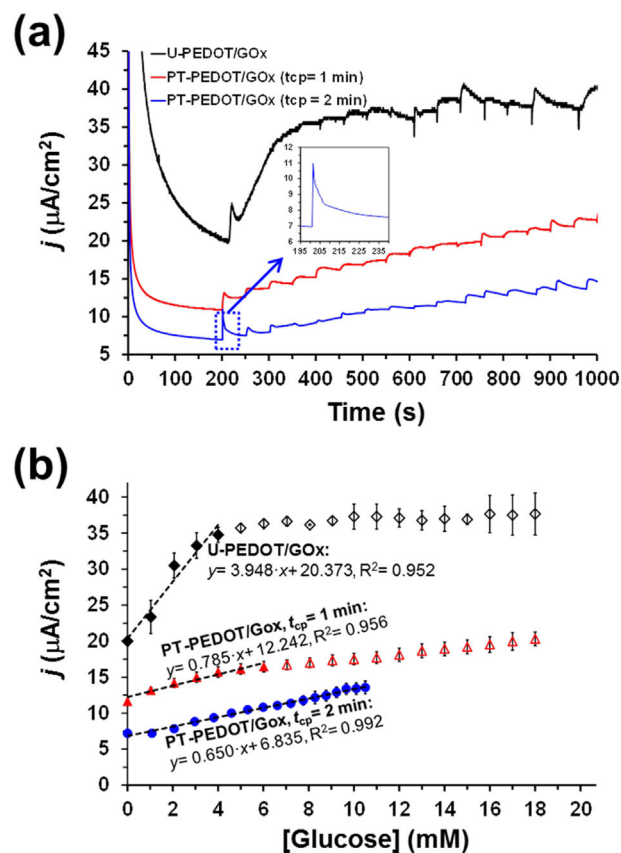 (a)
45
40
35
30
25
20
15
10
5
j (µA/cm²)
U-PEDOT/GOx
PT-PEDOT/GOx (tcp= 1 min)
PT-PEDOT/GOx (tcp = 2 min)
12
11
10
9
8
7
6
195 205 215 225 235
0 100 200 300 400 500 600 700 800 900 1000
Time (s)
(b)
40
35
30
25
20
15
10
5
0
j (µA/cm²)
U-PEDOT/GOx:
y= 3.948·x+20.373, R²= 0.952
PT-PEDOT/Gox, tcp= 1 min:
y= 0.785·x+12.242, R²= 0.956
PT-PEDOT/Gox, tcp= 2 min:
y= 0.650·x+6.835, R²= 0.992
0 2 4 6 8 10 12 14 16 18 20
[Glucose] (mM)